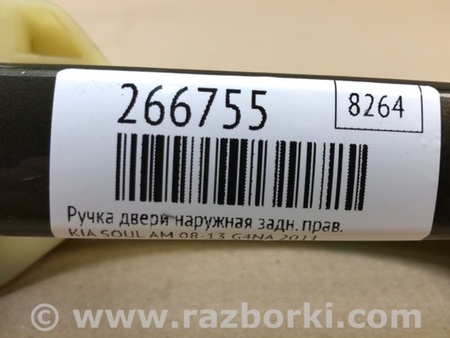 266755
8264
Ручка двери наружная задн. прав.
KIA SOUL AM 08-13 G4NA 2011
www.razborki.com